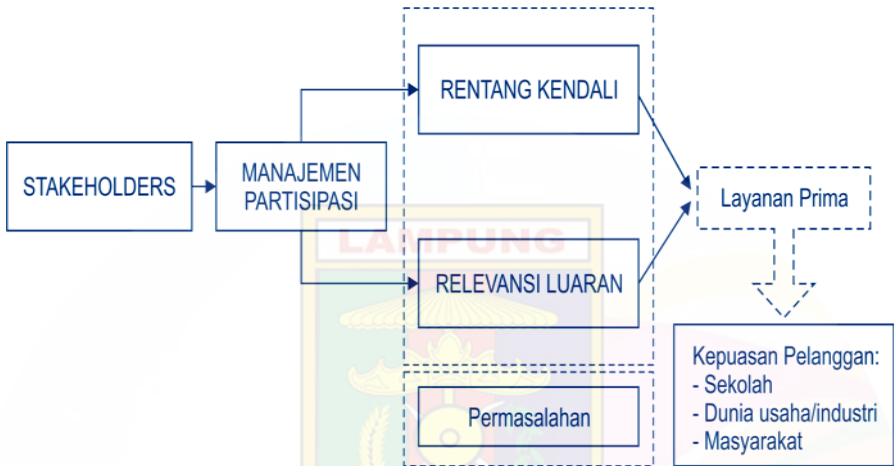 STAKEHOLDERS
MANAJEMEN
PARTISIPASI
RENTANG KENDALI
RELEVANSI LUARAN
Permasalahan
Layanan Prima
Kepuasan Pelanggan:
- Sekolah
- Dunia usaha/industri
- Masyarakat
LAMPUNG